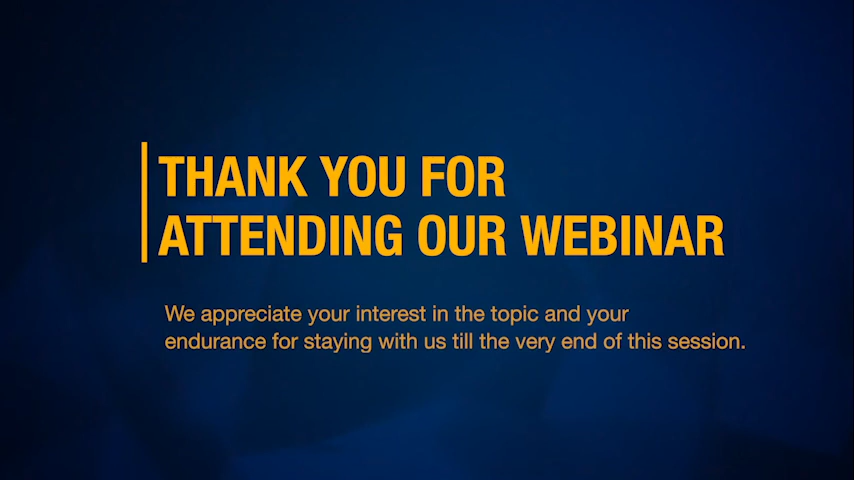 THANK YOU FOR
ATTENDING OUR WEBINAR
We appreciate your interest in the topic and your
endurance for staying with us till the very end of this session.